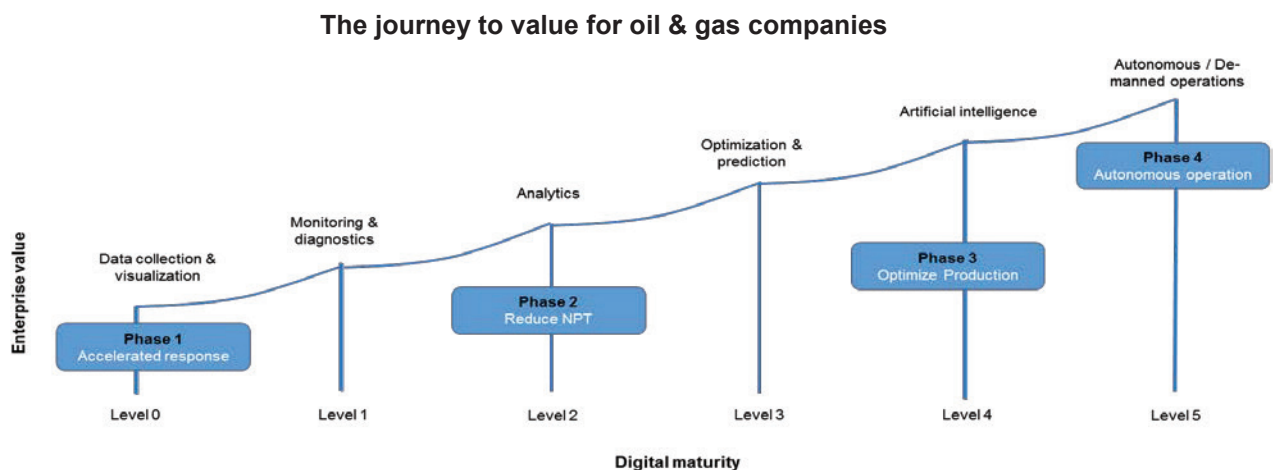 The journey to value for oil & gas companies
Autonomous / De-
manned operations
Artificial intelligence
Optimization &
prediction
Phase 4
Autonomous operation
Analytics
Monitoring &
diagnostics
Data collection &
visualization
Phase 3
Optimize Production
Phase 2
Reduce NPT
Phase 1
Accelerated response
Enterprise value
Level 0
Level 1
Level 2
Level 3
Level 4
Level 5
Digital maturity